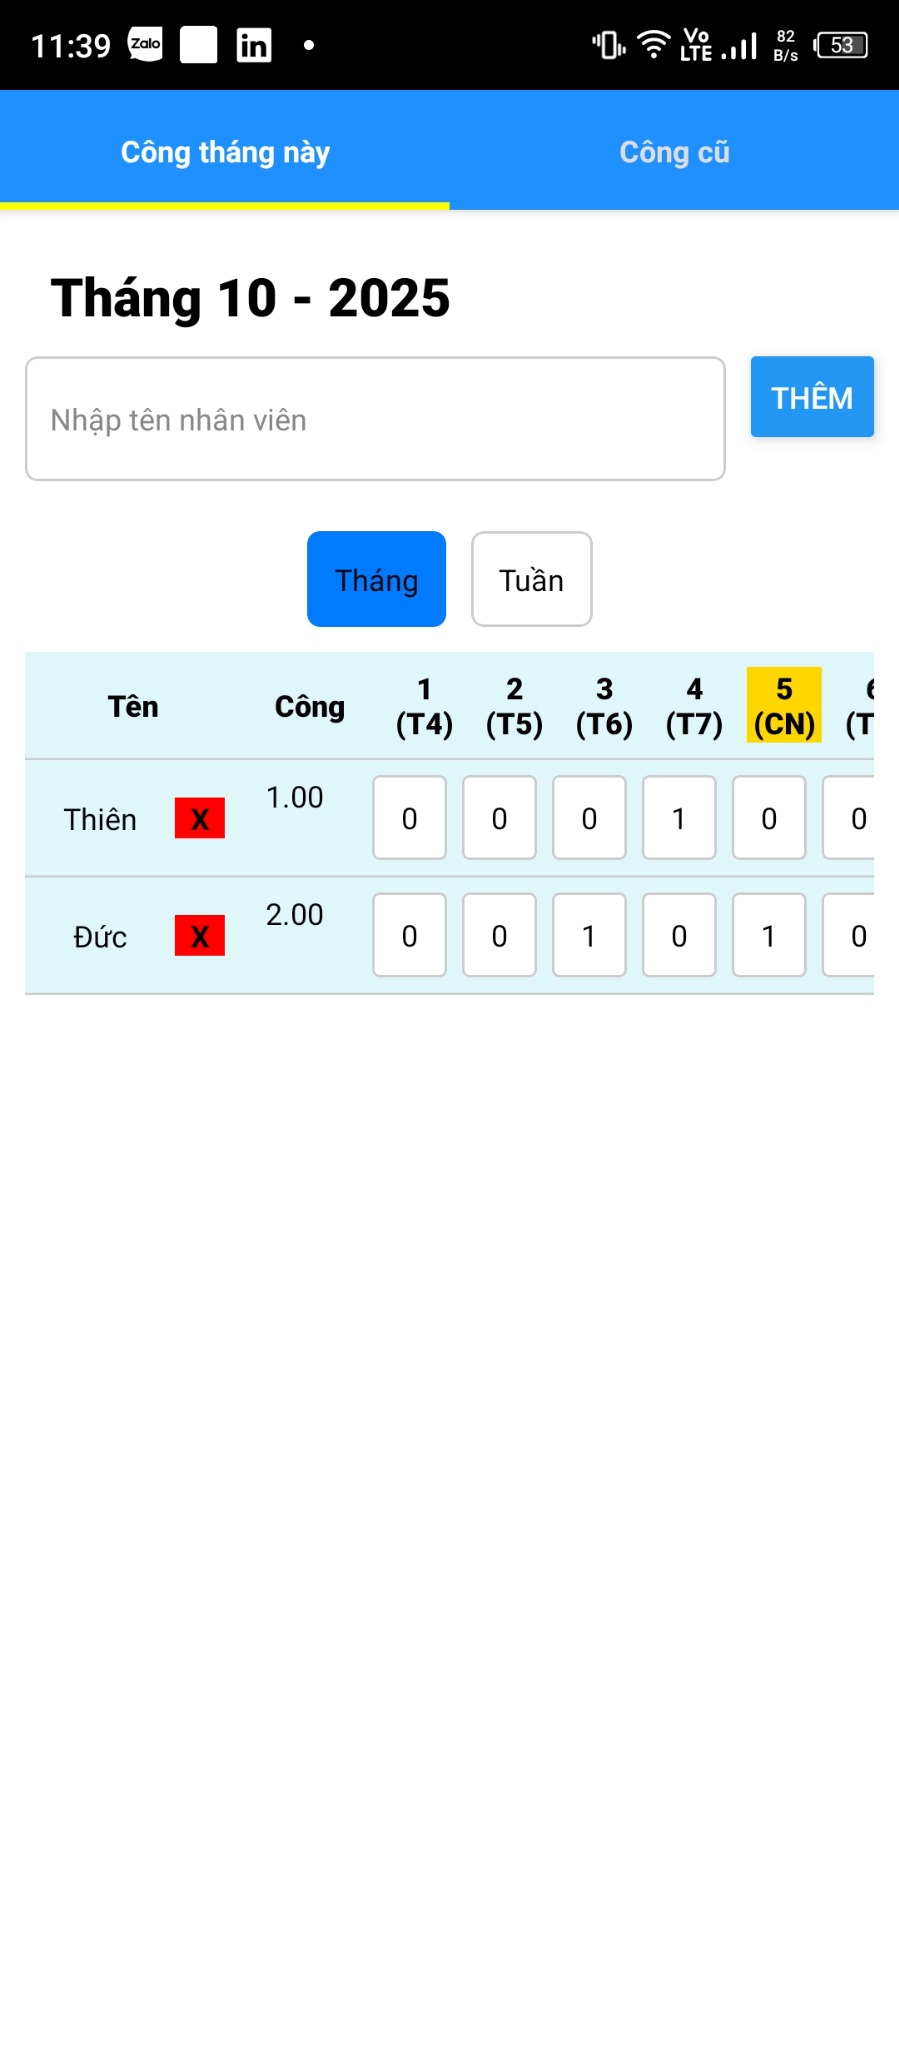 11:39 Zalo in Vo LTE 82 B/s 53
Công tháng này Công cũ
Tháng 10 - 2025
Nhập tên nhân viên THÊM
Tháng Tuần
Tên Công 1 (T4) 2 (T5) 3 (T6) 4 (T7) 5 (CN)
Thiên X 1.00 0 0 0 1 0 0
Đức X 2.00 0 0 1 0 1 0